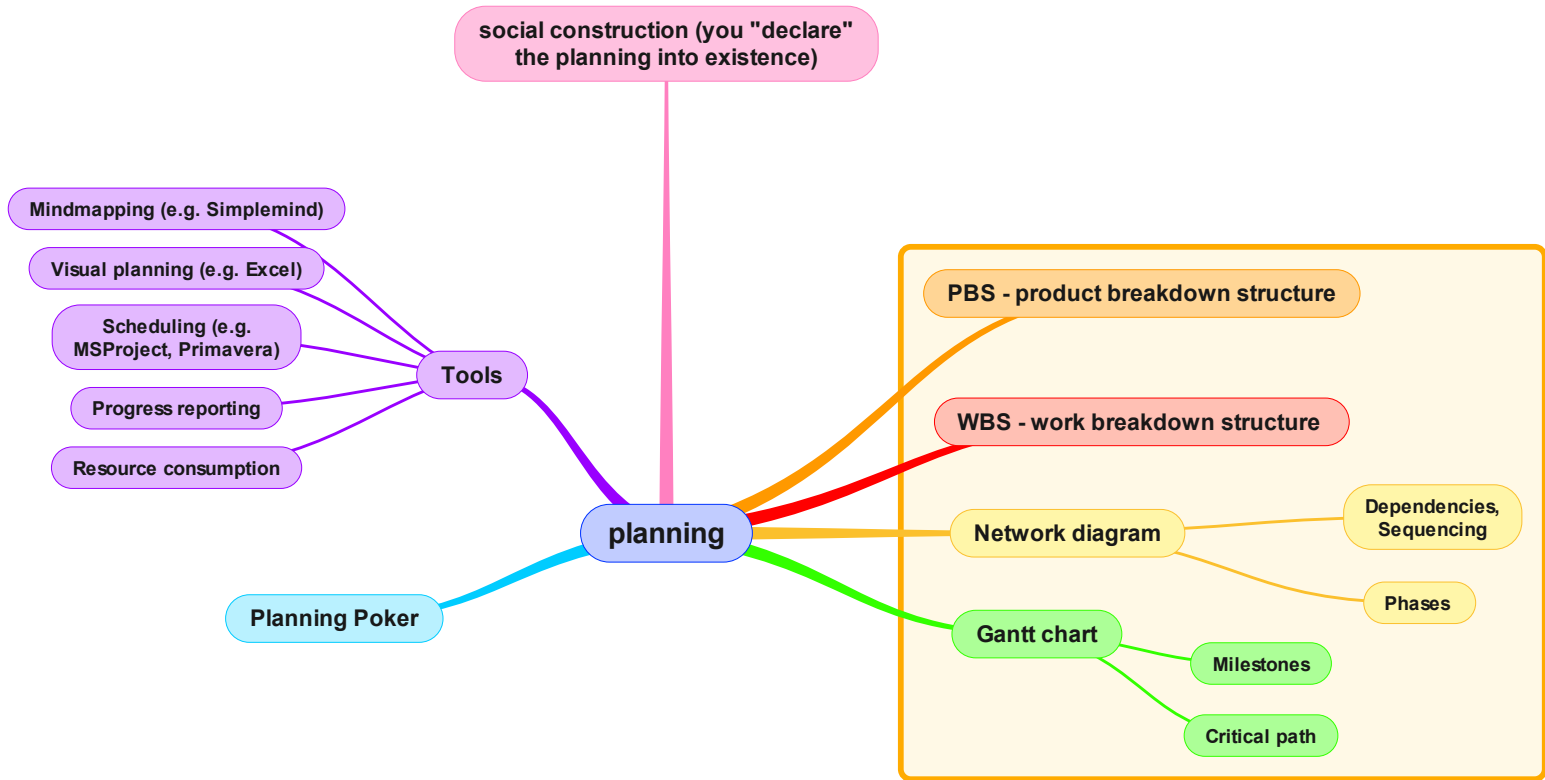 social construction (you "declare"
the planning into existence)
Mindmapping (e.g. Simplemind)
Visual planning (e.g. Excel)
Scheduling (e.g.
MSProject, Primavera)
Progress reporting
Resource consumption
Tools
planning
Planning Poker
PBS - product breakdown structure
WBS - work breakdown structure
Network diagram
Dependencies,
Sequencing
Phases
Gantt chart
Milestones
Critical path